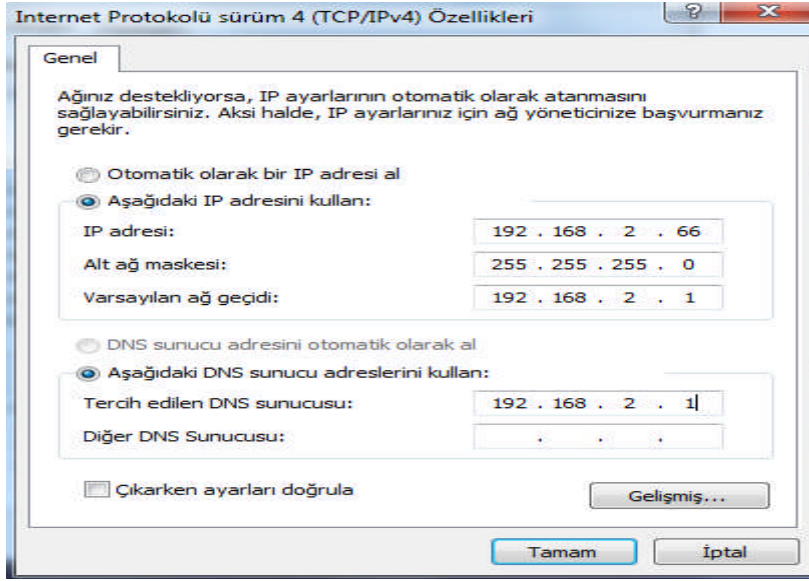 Internet Protokolü sürüm 4 (TCP/IPv4) Özellikleri
Genel
Ağınız destekliyorsa, IP ayarlarının otomatik olarak atanmasını
sağlayabilirsiniz. Aksi halde, IP ayarlarınız için ağ yöneticinize başvurmanız
gerekir.
Otomatik olarak bir IP adresi al
Aşağıdaki IP adresini kullan:
IP adresi: 192 . 168 . 2 . 66
Alt ağ maskesi: 255 . 255 . 255 . 0
Varsayılan ağ geçidi: 192 . 168 . 2 . 1
DNS sunucu adresini otomatik olarak al
Aşağıdaki DNS sunucu adreslerini kullan:
Tercih edilen DNS sunucusu: 192 . 168 . 2 . 1
Diğer DNS Sunucusu: . . .
Çıkarken ayarları doğrula
Gelişmiş...
Tamam İptal